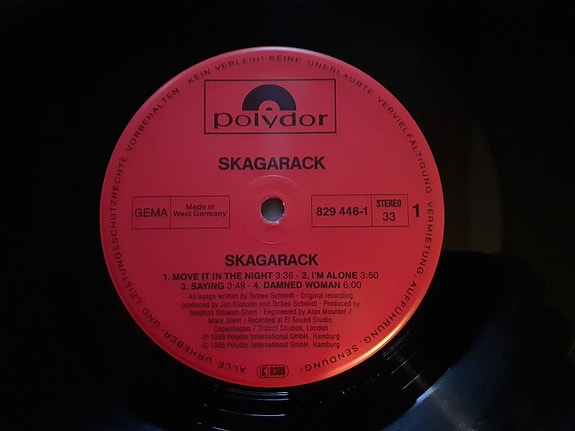 ALLE URHEBER- UND LEISTUNGSSCHUTZRECHTE VORBEHALTEN · KEIN VERLEIH! KEINE UNERLAUBTE VERVIELFÄLTIGUNG, VERMIETUNG, AUFFÜHRUNG, SENDUNG!
polydor
SKAGARACK
GEMA
Made in
West Germany
829 446-1
STEREO
33
1
SKAGARACK
1. MOVE IT IN THE NIGHT 3:36 · 2. I'M ALONE 3:50
3. SAYING 3:49 · 4. DAMNED WOMAN 6:00
All songs written by Torben Schmidt · Original recording
produced by Jan Eliasson and Torben Schmidt · Produced by
Stephen Stewart-Short · Engineered by Alan Moulder /
Mark Stent · Recorded at El Sound Studio,
Copenhagen / Trident Studios, London
℗ 1986 Polydor International GmbH, Hamburg
© 1986 Polydor International GmbH, Hamburg
LC 0309